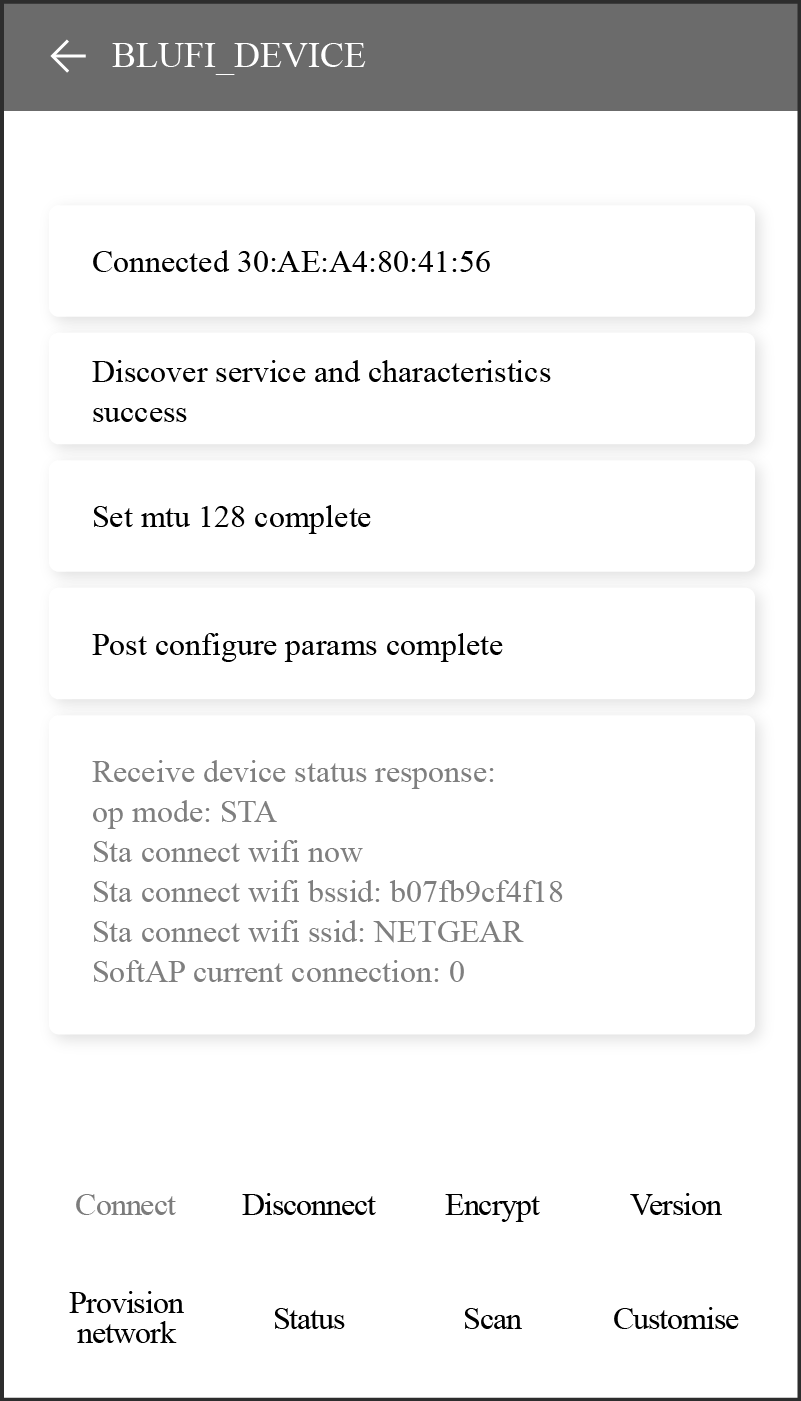 BLUFI_DEVICE
Connected 30:AE:A4:80:41:56
Discover service and characteristics
success
Set mtu 128 complete
Post configure params complete
Receive device status response:
op mode: STA
Sta connect wifi now
Sta connect wifi bssid: b07fb9cf4f18
Sta connect wifi ssid: NETGEAR
SoftAP current connection: 0
Connect Disconnect Encrypt Version
Provision
network Status Scan Customise